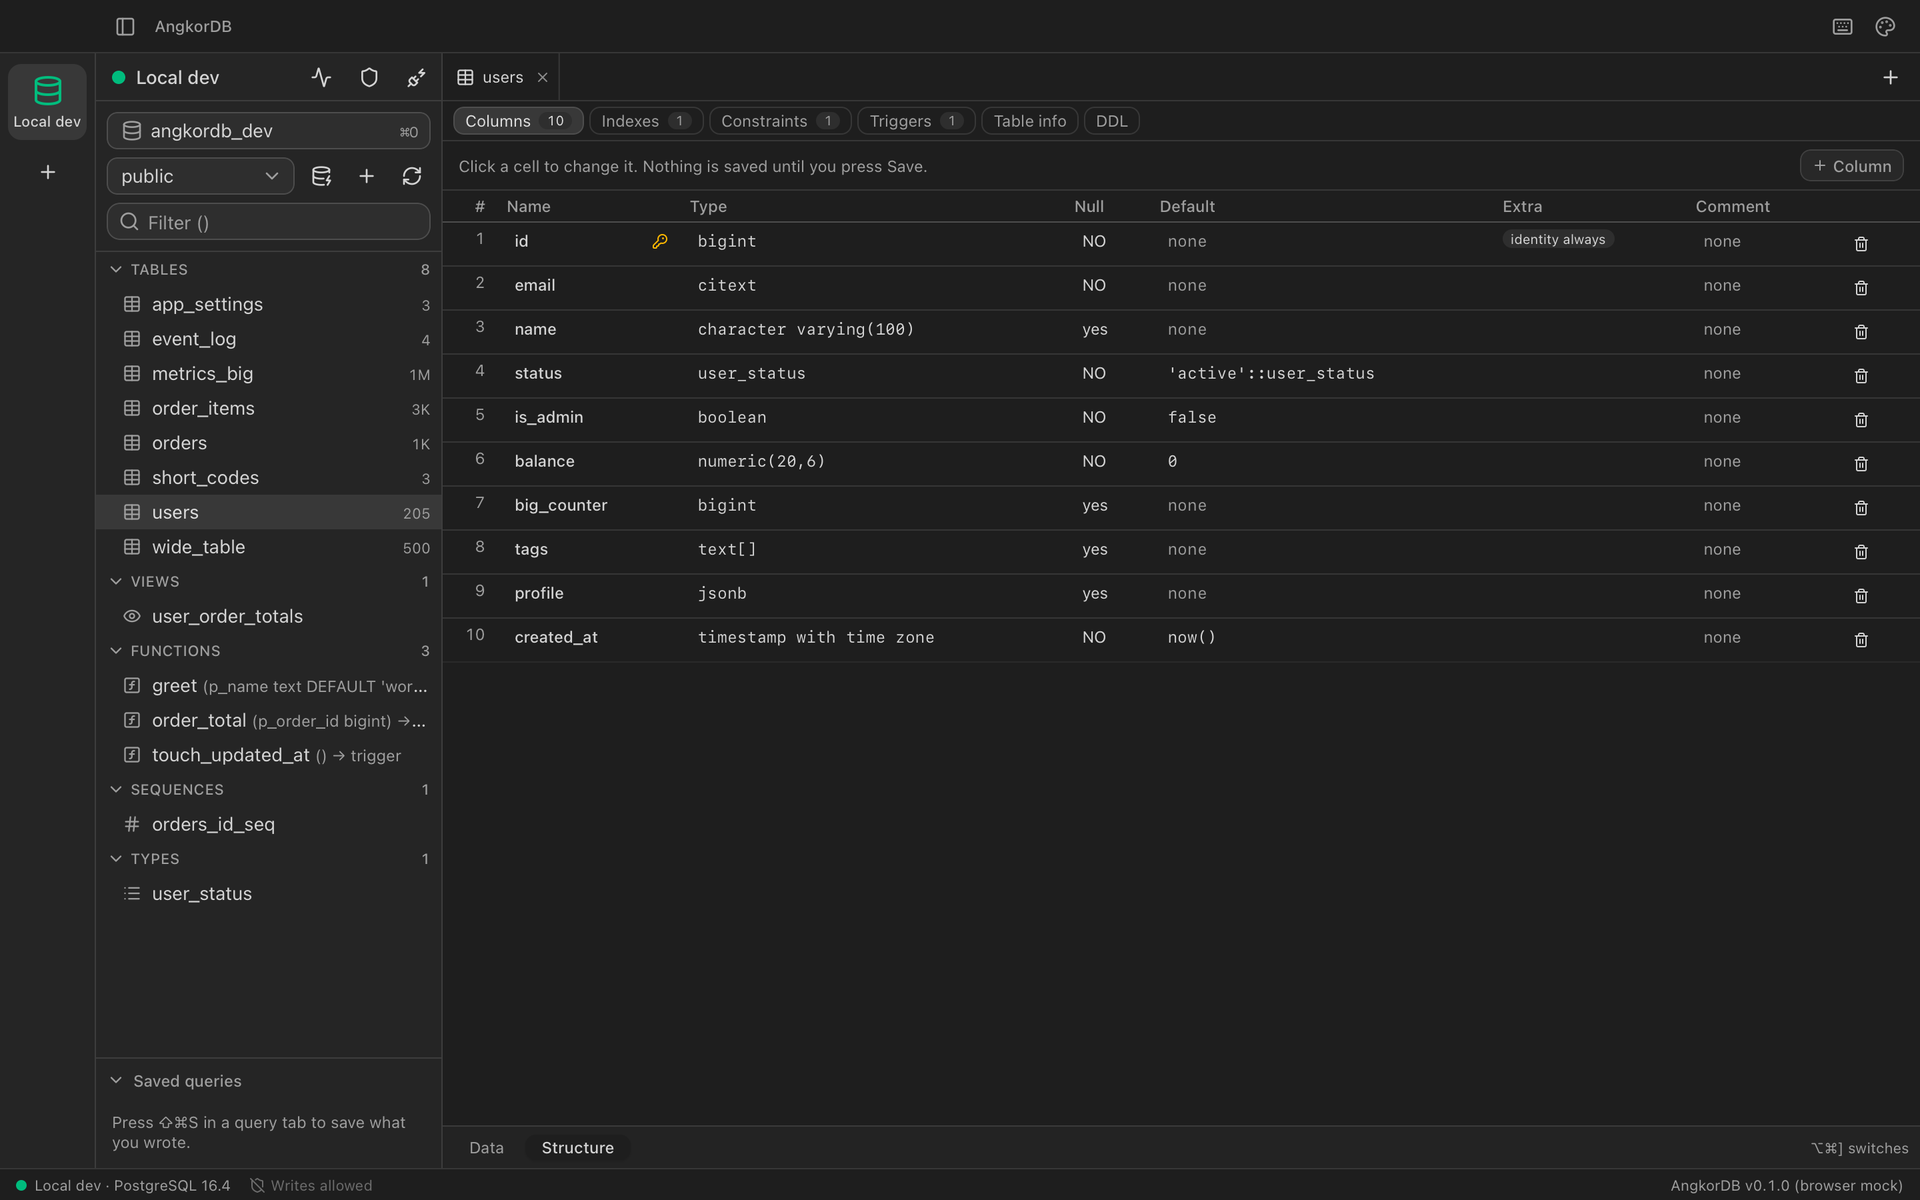 AngkorDB
Local dev
Local dev
angkordb_dev ⌘O
public
Filter ()
TABLES 8
app_settings 3
event_log 4
metrics_big 1M
order_items 3K
orders 1K
short_codes 3
users 205
wide_table 500
VIEWS 1
user_order_totals
FUNCTIONS 3
greet (p_name text DEFAULT 'wor...
order_total (p_order_id bigint) →...
touch_updated_at () → trigger
SEQUENCES 1
orders_id_seq
TYPES 1
user_status
Saved queries
Press ⇧⌘S in a query tab to save what
you wrote.
users
Columns 10 Indexes 1 Constraints 1 Triggers 1 Table info DDL
Click a cell to change it. Nothing is saved until you press Save. + Column
# Name Type Null Default Extra Comment
1 id bigint NO none identity always none
2 email citext NO none none
3 name character varying(100) yes none none
4 status user_status NO 'active'::user_status none
5 is_admin boolean NO false none
6 balance numeric(20,6) NO 0 none
7 big_counter bigint yes none none
8 tags text[] yes none none
9 profile jsonb yes none none
10 created_at timestamp with time zone NO now() none
Data Structure ⌥⌘] switches
Local dev · PostgreSQL 16.4 Writes allowed AngkorDB v0.1.0 (browser mock)